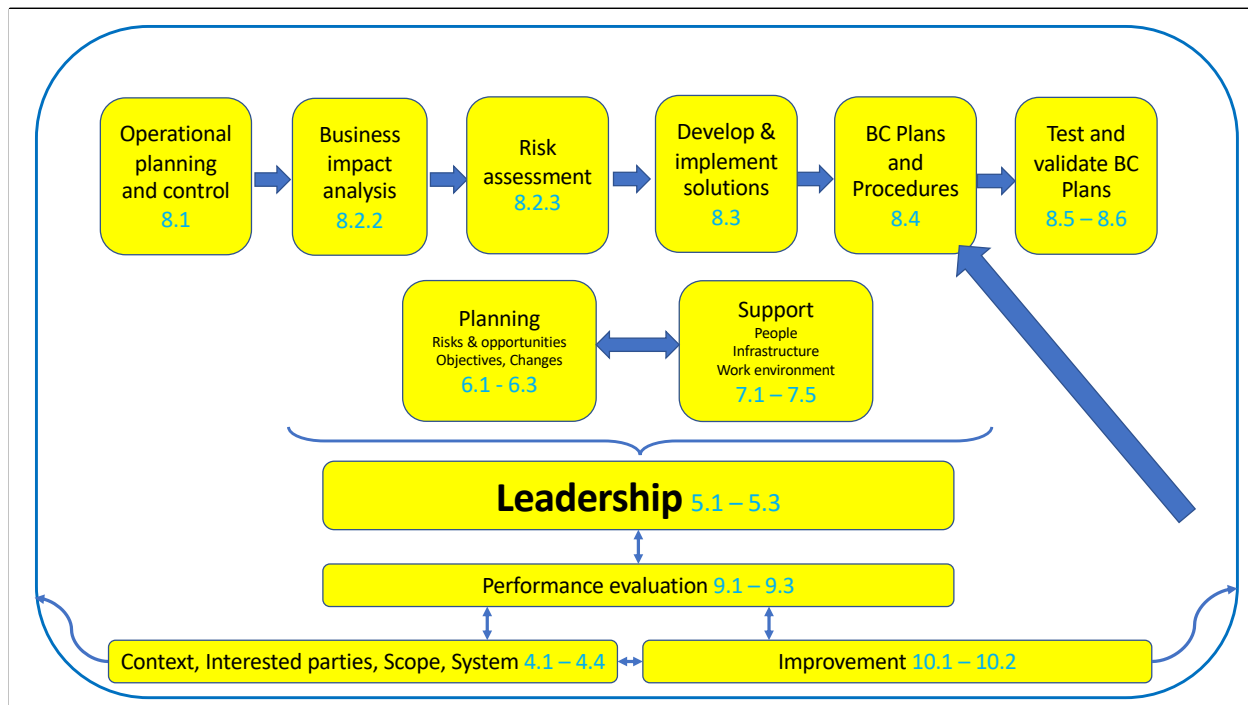 Operational
planning
and control
8.1
Business
impact
analysis
8.2.2
Risk
assessment
8.2.3
Develop &
implement
solutions
8.3
BC Plans
and
Procedures
8.4
Test and
validate BC
Plans
8.5 – 8.6
Planning
Risks & opportunities
Objectives, Changes
6.1 - 6.3
Support
People
Infrastructure
Work environment
7.1 – 7.5
Leadership 5.1 – 5.3
Performance evaluation 9.1 – 9.3
Context, Interested parties, Scope, System 4.1 – 4.4
Improvement 10.1 – 10.2